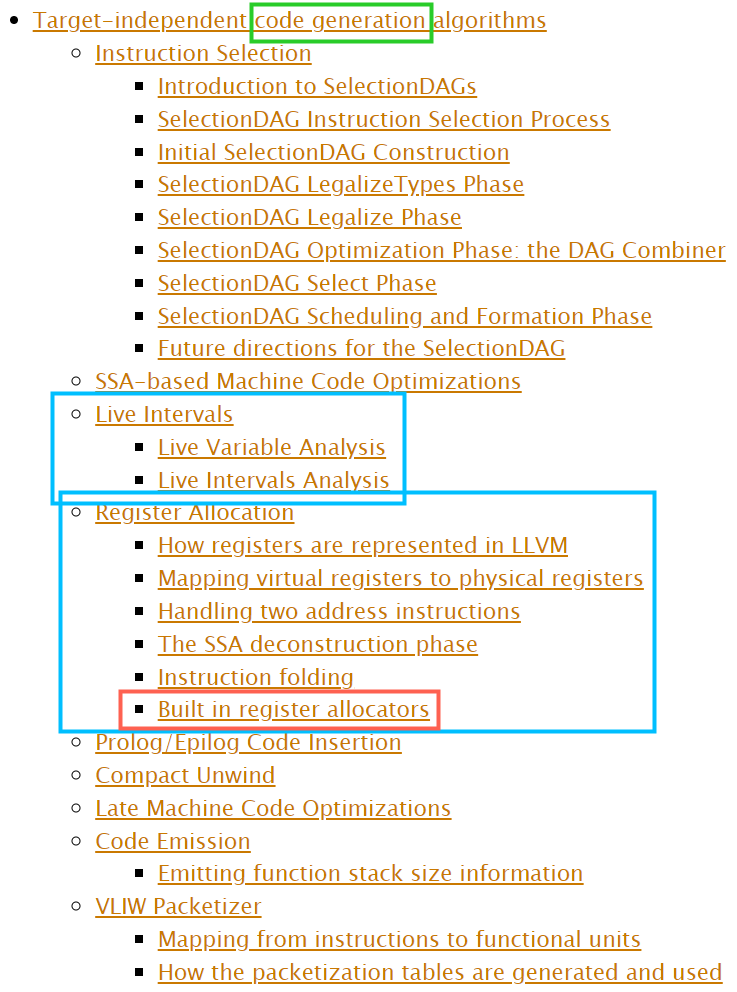 Target-independent code generation algorithms
Instruction Selection
Introduction to SelectionDAGs
SelectionDAG Instruction Selection Process
Initial SelectionDAG Construction
SelectionDAG LegalizeTypes Phase
SelectionDAG Legalize Phase
SelectionDAG Optimization Phase: the DAG Combiner
SelectionDAG Select Phase
SelectionDAG Scheduling and Formation Phase
Future directions for the SelectionDAG
SSA-based Machine Code Optimizations
Live Intervals
Live Variable Analysis
Live Intervals Analysis
Register Allocation
How registers are represented in LLVM
Mapping virtual registers to physical registers
Handling two address instructions
The SSA deconstruction phase
Instruction folding
Built in register allocators
Prolog/Epilog Code Insertion
Compact Unwind
Late Machine Code Optimizations
Code Emission
Emitting function stack size information
VLIW Packetizer
Mapping from instructions to functional units
How the packetization tables are generated and used